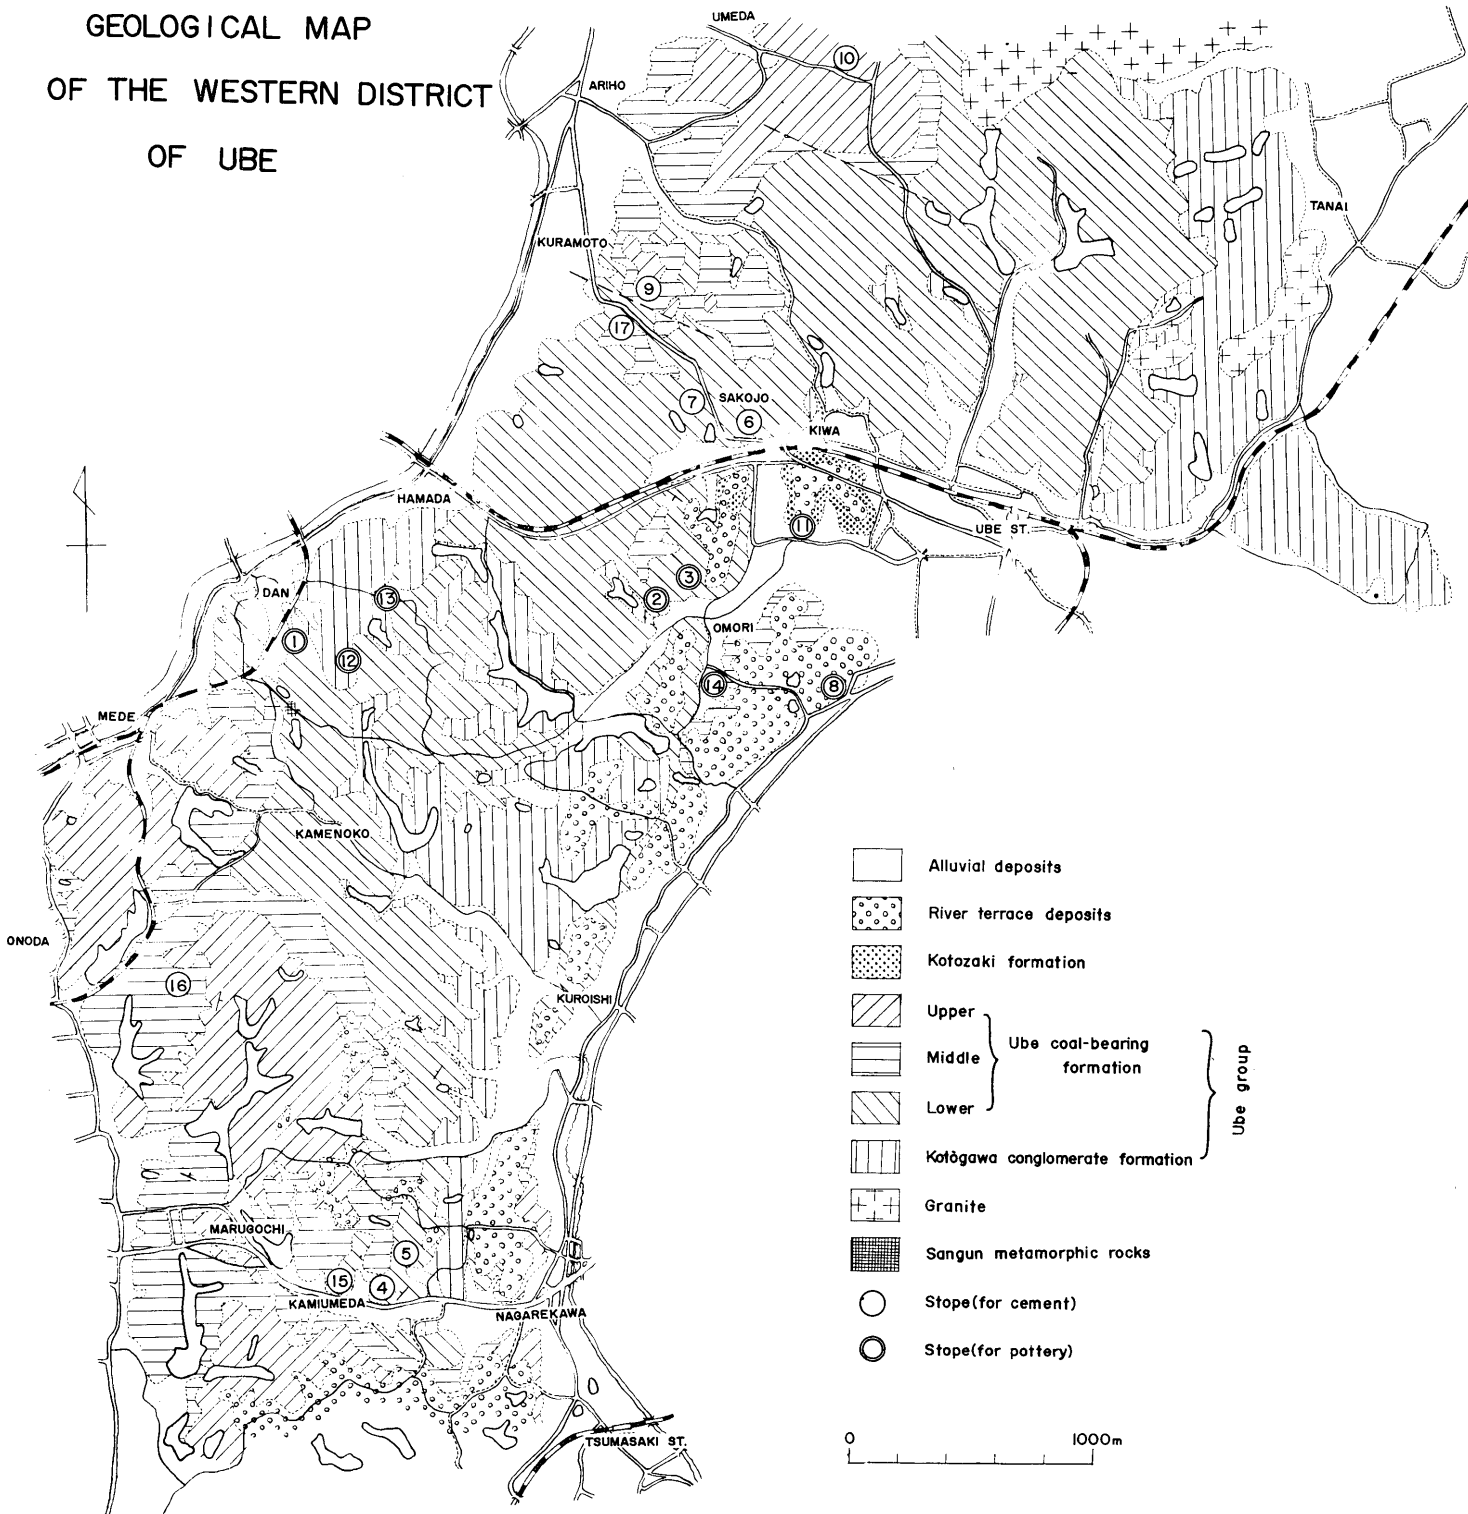 GEOLOGICAL MAP
OF THE WESTERN DISTRICT
OF UBE
UMEDA
10
ARIHO
TANAI
KURAMOTO
9
17
7
SAKOJO
6
KIWA
HAMADA
11
UBE ST.
DAN
13
3
2
1
12
OMORI
14
8
MEDE
KAMENOKO
ONODA
16
KUROISHI
MARUGOCHI
5
15
4
KAMIUMEDA
NAGAREKAWA
TSUMASAKI ST.
Alluvial deposits
River terrace deposits
Kotozaki formation
Upper
Middle
Lower
Ube coal-bearing
formation
Ube group
Kotôgawa conglomerate formation
Granite
Sangun metamorphic rocks
Stope(for cement)
Stope(for pottery)
0 1000m